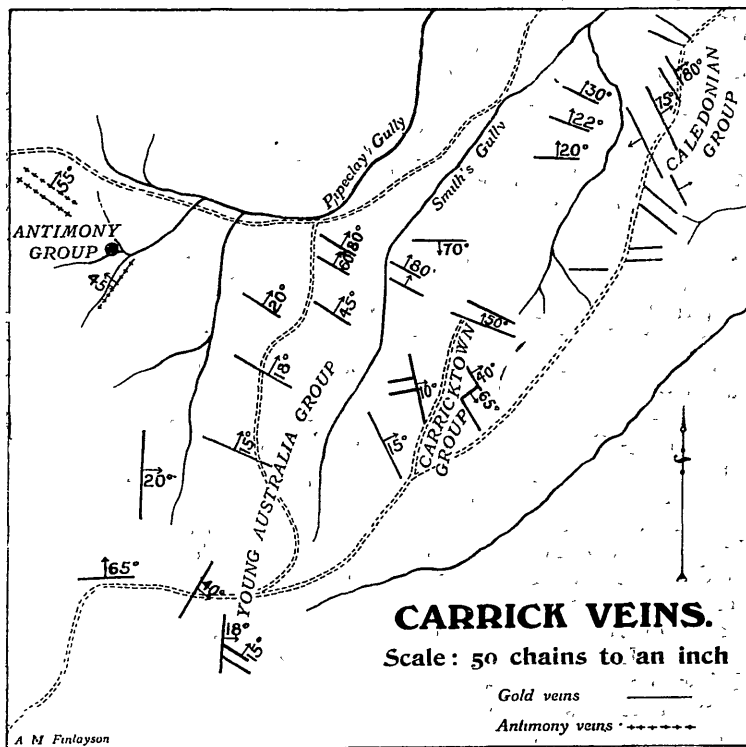 30°
22°
20°
80°
75°
CALEDONIAN
GROUP
Pipeclay Gully
Smith's Gully
55°
ANTIMONY
GROUP
45°
60°
80°
70°
80°
20°
45°
50°
18°
10°
40°
65°
CARRICKTOWN
GROUP
15°
15°
20°
YOUNG AUSTRALIA GROUP
65°
40°
18°
15°
CARRICK VEINS.
Scale: 50 chains to an inch
Gold veins
Antimony veins
A M Finlayson